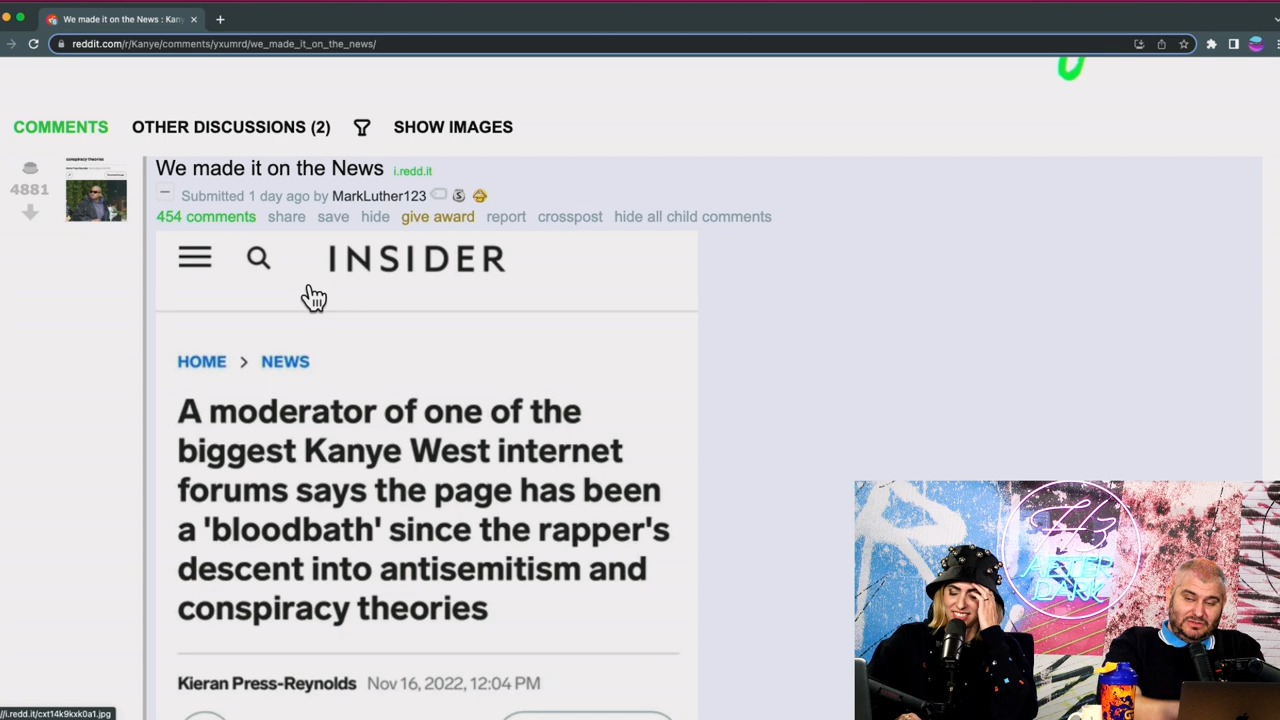 We made it on the News : Kany
reddit.com/r/Kanye/comments/yxumrd/we_made_it_on_the_news/
COMMENTS OTHER DISCUSSIONS (2) SHOW IMAGES
4881
We made it on the News i.redd.it
Submitted 1 day ago by MarkLuther123
454 comments share save hide give award report crosspost hide all child comments
INSIDER
HOME > NEWS
A moderator of one of the
biggest Kanye West internet
forums says the page has been
a 'bloodbath' since the rapper's
descent into antisemitism and
conspiracy theories
Kieran Press-Reynolds Nov 16, 2022, 12:04 PM
H3
AFTER
DARK
//i.redd.it/cxt14k9kxk0a1.jpg